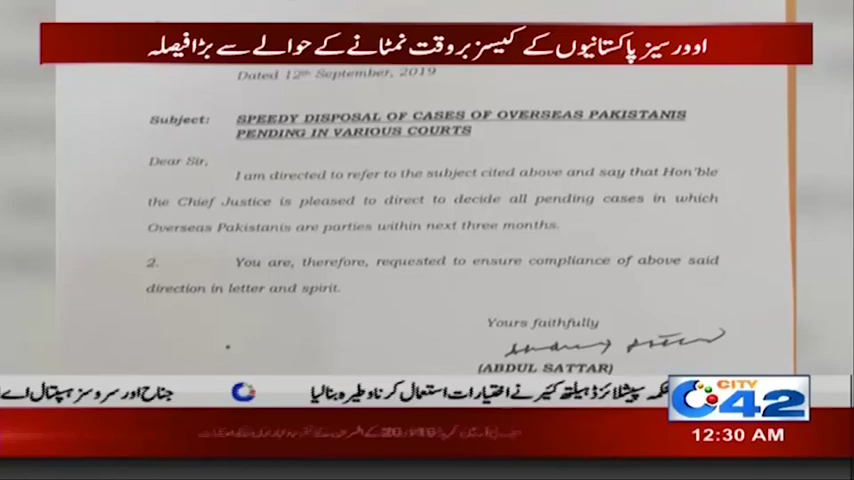 اوورسیز پاکستانیوں کے کیسز بروقت نمٹانے کے حوالے سے بڑا فیصلہ
Dated 12th September, 2019
Subject: SPEEDY DISPOSAL OF CASES OF OVERSEAS PAKISTANIS
PENDING IN VARIOUS COURTS
Dear Sir,
I am directed to refer to the subject cited above and say that Hon'ble
the Chief Justice is pleased to direct to decide all pending cases in which
Overseas Pakistanis are parties within next three months.
2. You are, therefore, requested to ensure compliance of above said
direction in letter and spirit.
Yours faithfully
(ABDUL SATTAR)
محکمہ سپیشلائزڈ ہیلتھ کئیر نے اختیارات استعمال کرنا وطیرہ بنالیا
جناح اور سروسز ہسپتال اے
CITY
42
12:30 AM